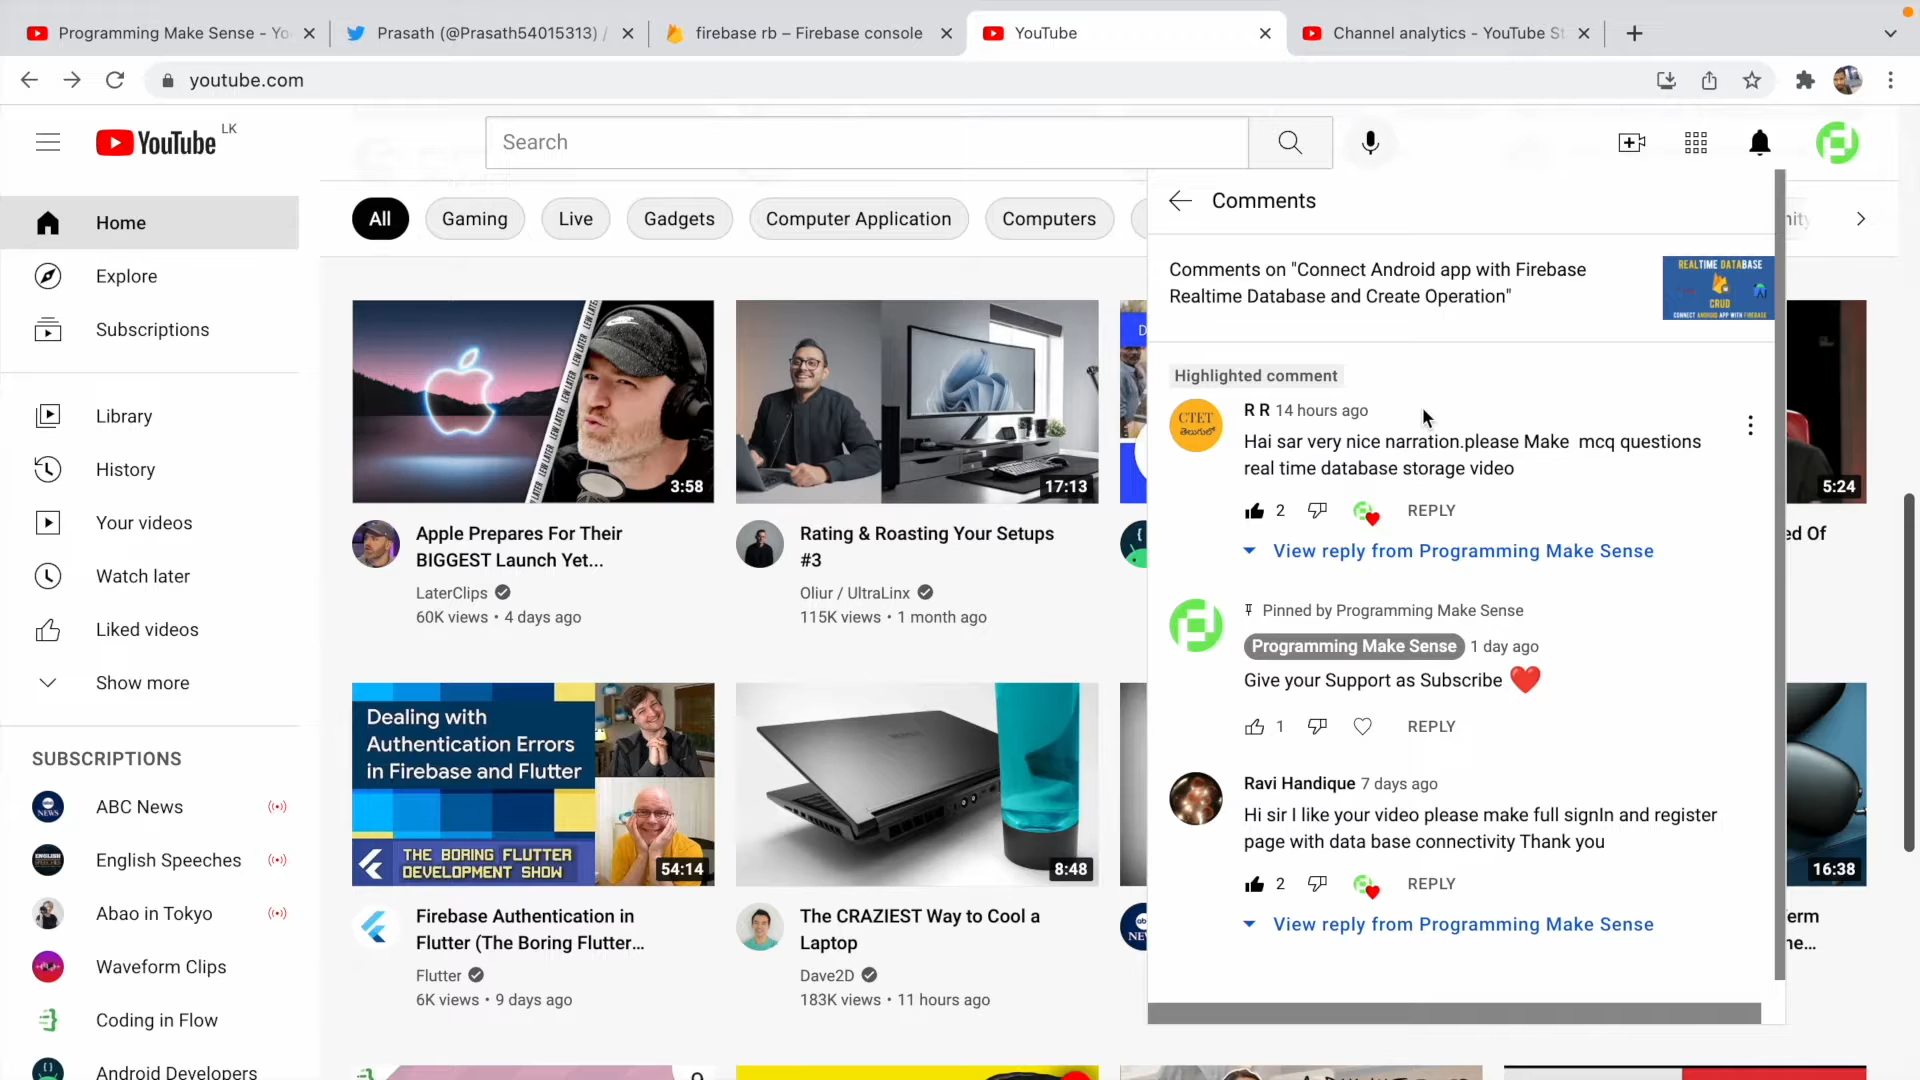 Programming Make Sense - Yo
Prasath (@Prasath54015313) /
firebase rb – Firebase console
YouTube
Channel analytics - YouTube St
youtube.com
YouTube LK
Search
Home
Explore
Subscriptions
Library
History
Your videos
Watch later
Liked videos
Show more
SUBSCRIPTIONS
ABC News
English Speeches
Abao in Tokyo
Waveform Clips
Coding in Flow
Android Developers
All
Gaming
Live
Gadgets
Computer Application
Computers
LEW LATER
3:58
Apple Prepares For Their
BIGGEST Launch Yet...
LaterClips
60K views • 4 days ago
17:13
Rating & Roasting Your Setups
#3
Oliur / UltraLinx
115K views • 1 month ago
5:24
ed Of
Dealing with
Authentication Errors
in Firebase and Flutter
THE BORING FLUTTER
DEVELOPMENT SHOW
54:14
Firebase Authentication in
Flutter (The Boring Flutter...
Flutter
6K views • 9 days ago
8:48
The CRAZIEST Way to Cool a
Laptop
Dave2D
183K views • 11 hours ago
16:38
Comments
Comments on "Connect Android app with Firebase
Realtime Database and Create Operation"
REALTIME DATABASE
CRUD
CONNECT ANDROID APP WITH FIREBASE
Highlighted comment
CTET
తెలుగులో
R R 14 hours ago
Hai sar very nice narration.please Make mcq questions
real time database storage video
2 REPLY
View reply from Programming Make Sense
Pinned by Programming Make Sense
Programming Make Sense 1 day ago
Give your Support as Subscribe ❤️
1 REPLY
Ravi Handique 7 days ago
Hi sir I like your video please make full signIn and register
page with data base connectivity Thank you
2 REPLY
View reply from Programming Make Sense